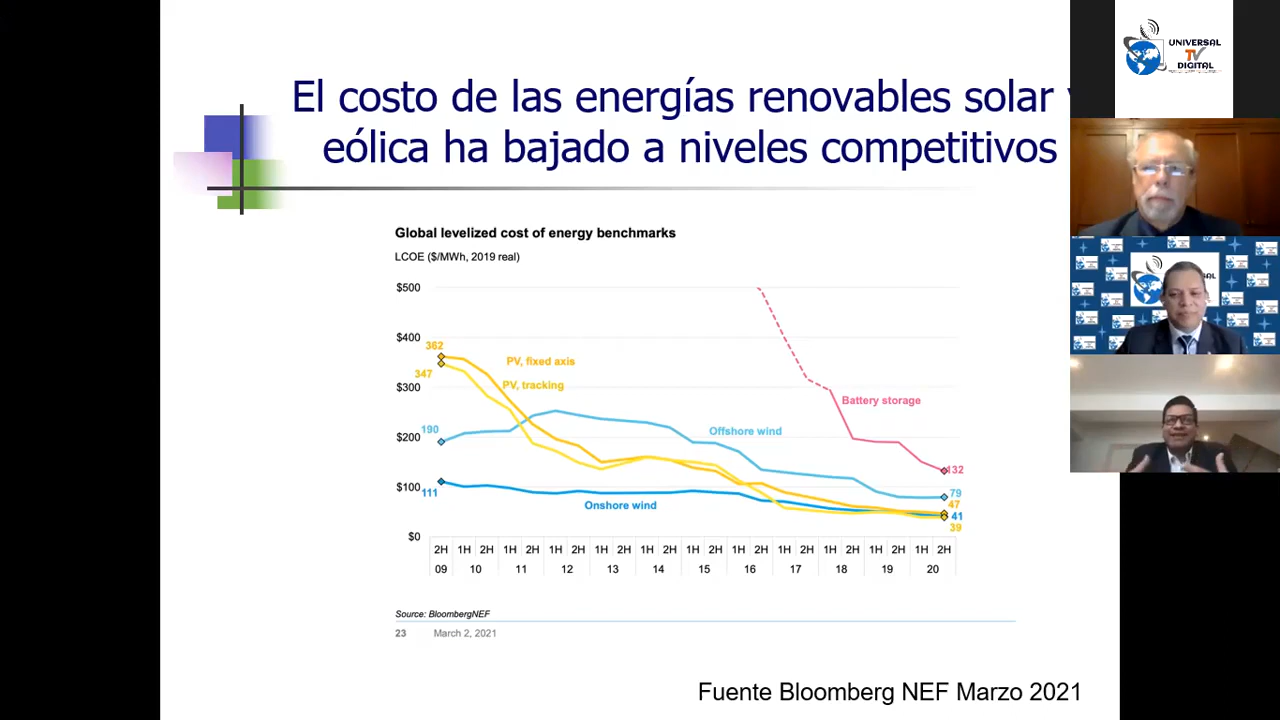 El costo de las energías renovables solar
eólica ha bajado a niveles competitivos
UNIVERSAL
TV
DIGITAL
Global levelized cost of energy benchmarks
LCOE ($/MWh, 2019 real)
$500
$400
$300
$200
$100
$0
362
347
190
111
PV, fixed axis
PV, tracking
Battery storage
Offshore wind
Onshore wind
132
79
47
41
39
2H 1H 2H 1H 2H 1H 2H 1H 2H 1H 2H 1H 2H 1H 2H 1H 2H 1H 2H 1H 2H 1H 2H
09 10 11 12 13 14 15 16 17 18 19 20
Source: BloombergNEF
23 March 2, 2021
Fuente Bloomberg NEF Marzo 2021